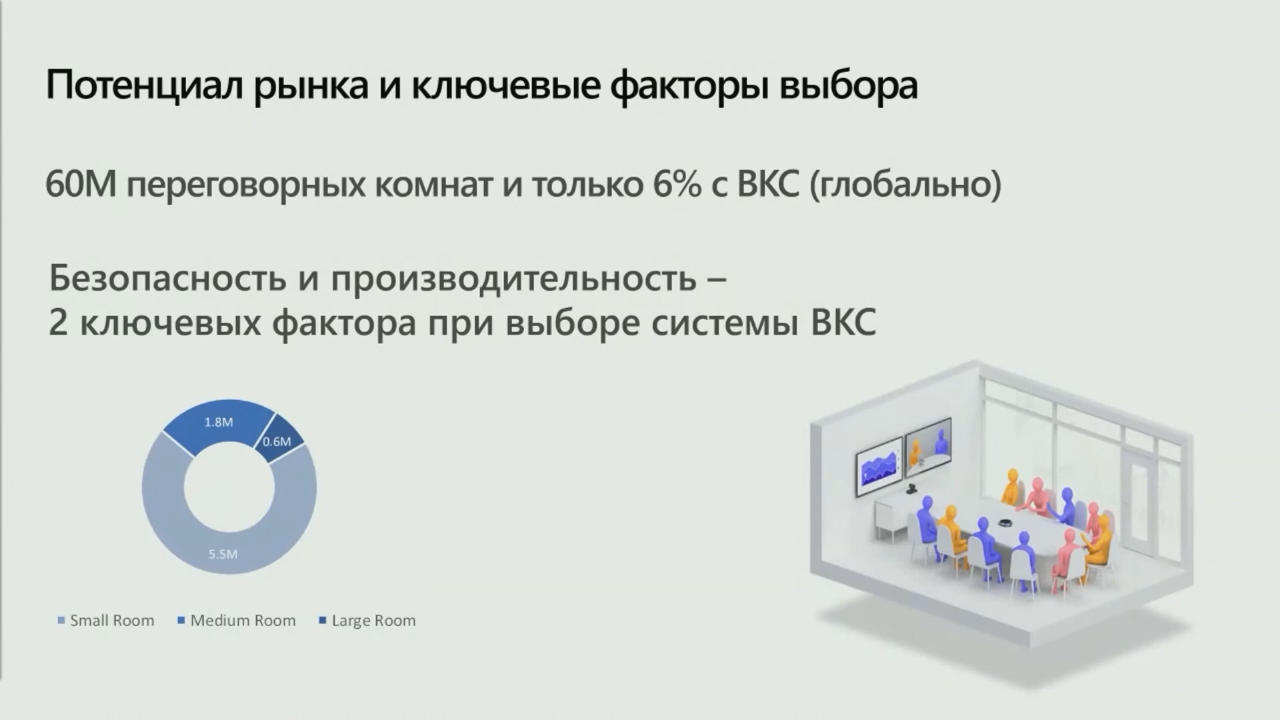 Потенциал рынка и ключевые факторы выбора
60М переговорных комнат и только 6% с ВКС (глобально)
Безопасность и производительность –
2 ключевых фактора при выборе системы ВКС
1.8M
0.6M
5.5M
Small Room
Medium Room
Large Room